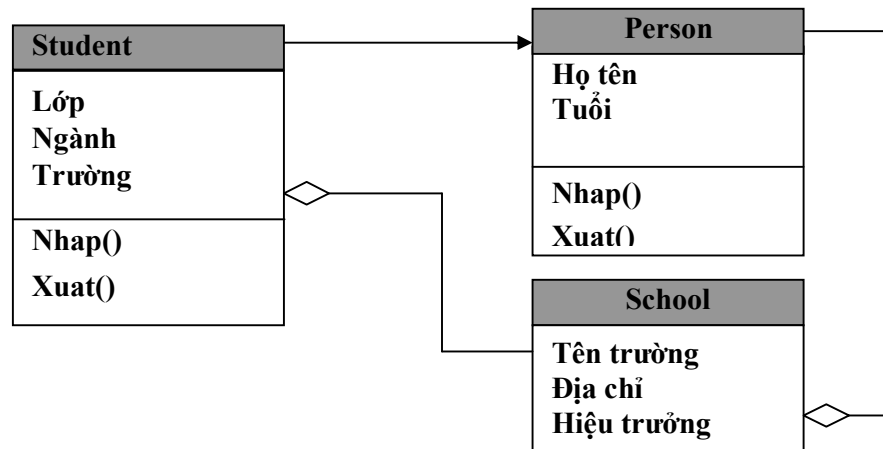 Student
Lớp
Ngành
Trường
Nhap()
Xuat()
Person
Họ tên
Tuổi
Nhap()
Xuat()
School
Tên trường
Địa chỉ
Hiệu trưởng